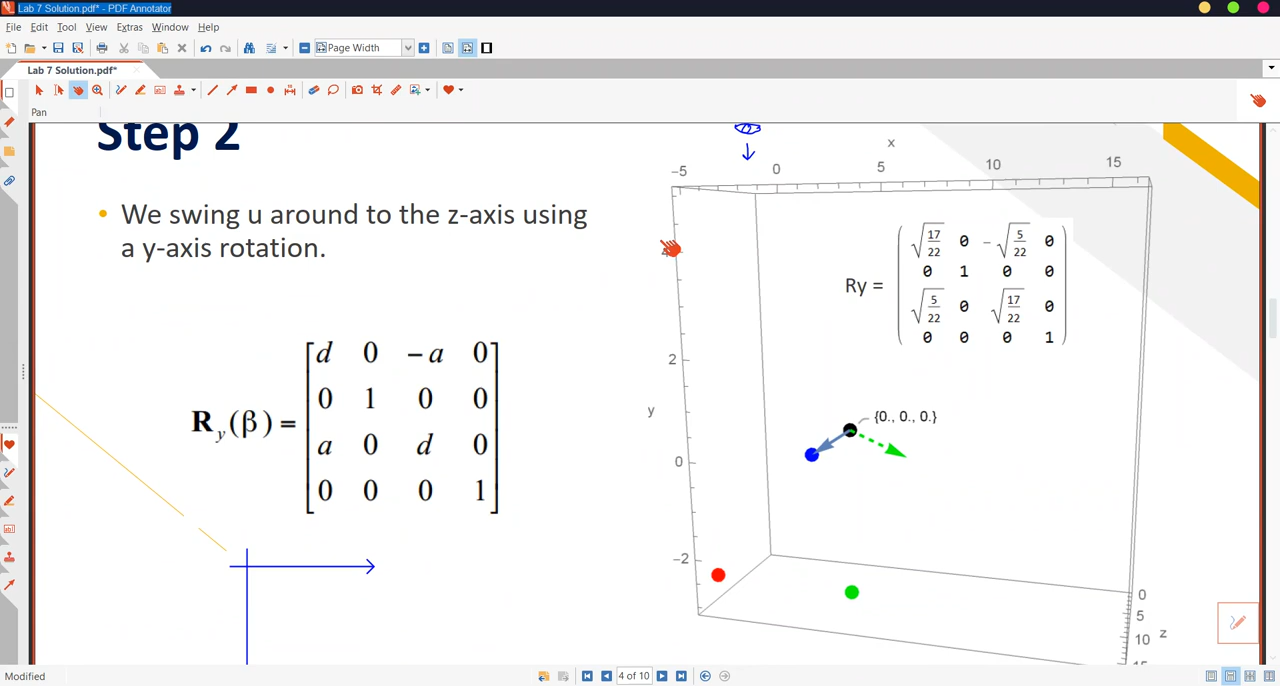 Lab 7 Solution.pdf* - PDF Annotator
File Edit Tool View Extras Window Help
Page Width
Lab 7 Solution.pdf*
Pan
Step 2
• We swing u around to the z-axis using
a y-axis rotation.
R_y(β) =
d 0 −a 0
0 1 0 0
a 0 d 0
0 0 0 1
x
-5 0 5 10 15
Ry =
√17/22 0 −√5/22 0
0 1 0 0
√5/22 0 √17/22 0
0 0 0 1
2
y
0
-2
{0., 0., 0.}
0
5
z
10
Modified
4 of 10